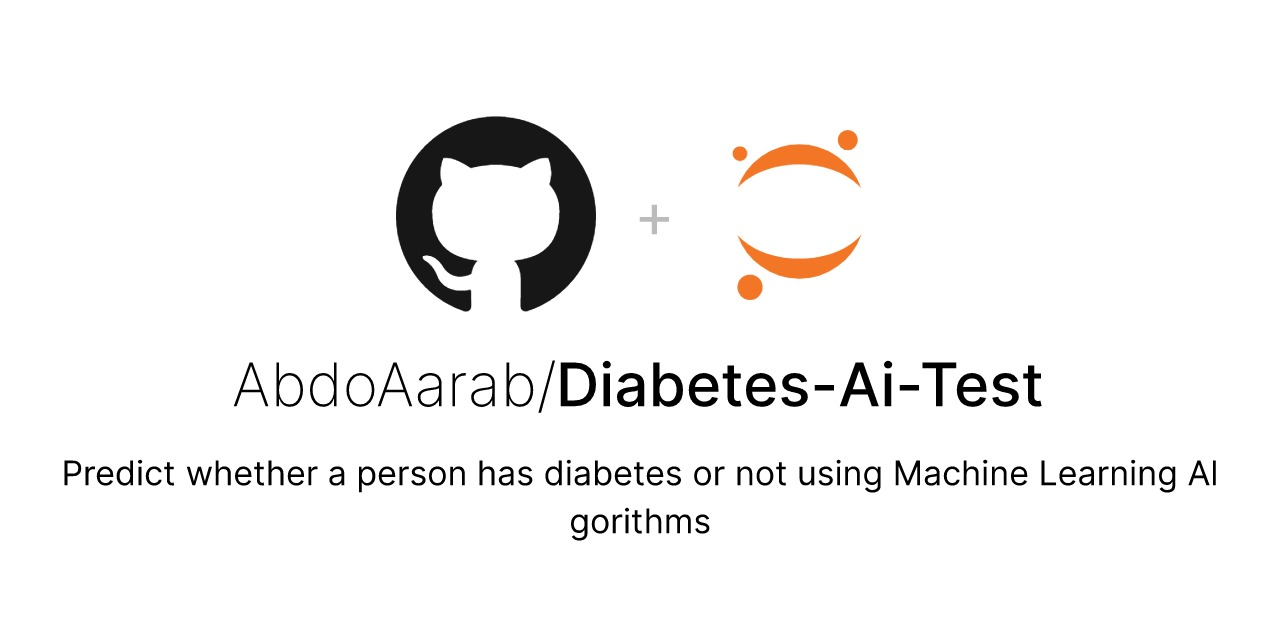 +
AbdoAarab/Diabetes-Ai-Test
Predict whether a person has diabetes or not using Machine Learning Al
gorithms